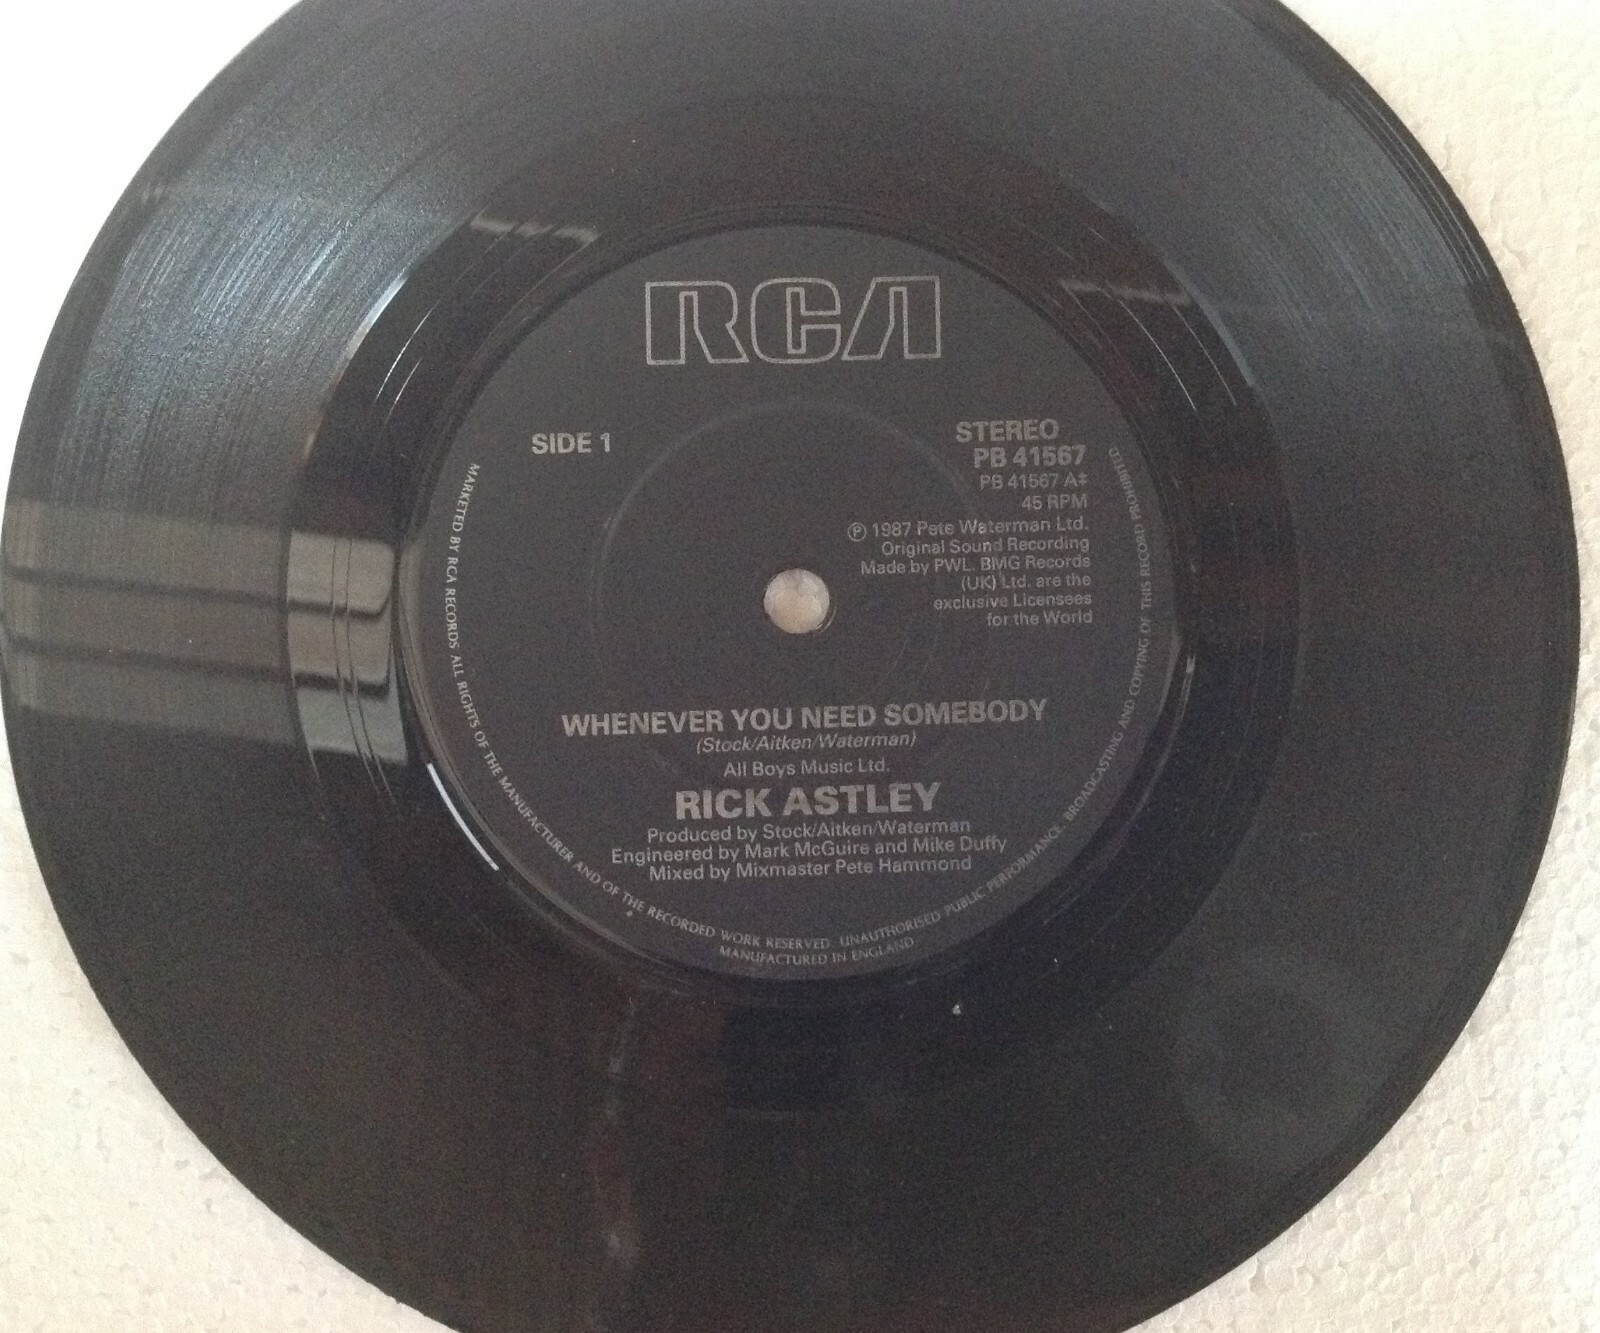 RCA
SIDE 1
STEREO
PB 41567
PB 41567 A‡
45 RPM
Ⓟ 1987 Pete Waterman Ltd.
Original Sound Recording
Made by PWL. BMG Records
(UK) Ltd. are the
exclusive Licensees
for the World
WHENEVER YOU NEED SOMEBODY
(Stock/Aitken/Waterman)
All Boys Music Ltd.
RICK ASTLEY
Produced by Stock/Aitken/Waterman
Engineered by Mark McGuire and Mike Duffy
Mixed by Mixmaster Pete Hammond
MARKETED BY RCA RECORDS ALL RIGHTS OF THE MANUFACTURER AND OF THE RECORDED WORK RESERVED. UNAUTHORISED PUBLIC PERFORMANCE, BROADCASTING AND COPYING OF THIS RECORD PROHIBITED
MANUFACTURED IN ENGLAND